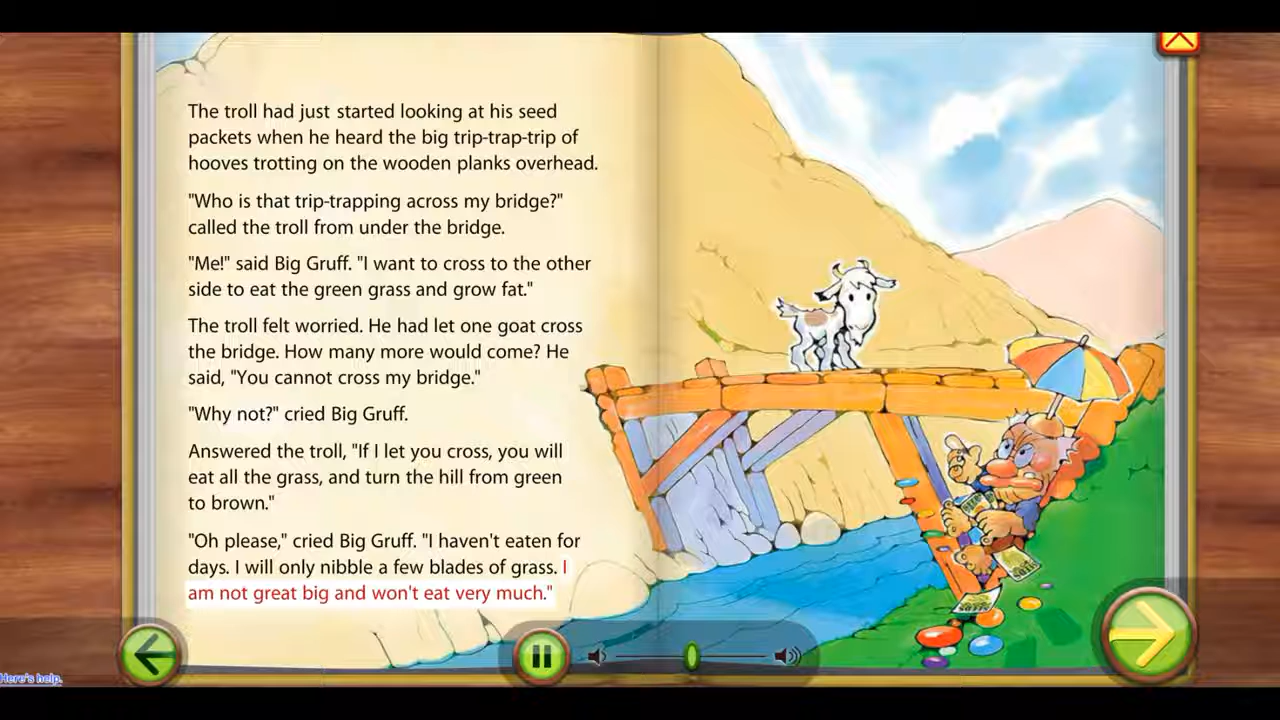 The troll had just started looking at his seed
packets when he heard the big trip-trap-trip of
hooves trotting on the wooden planks overhead.
"Who is that trip-trapping across my bridge?"
called the troll from under the bridge.
"Me!" said Big Gruff. "I want to cross to the other
side to eat the green grass and grow fat."
The troll felt worried. He had let one goat cross
the bridge. How many more would come? He
said, "You cannot cross my bridge."
"Why not?" cried Big Gruff.
Answered the troll, "If I let you cross, you will
eat all the grass, and turn the hill from green
to brown."
"Oh please," cried Big Gruff. "I haven't eaten for
days. I will only nibble a few blades of grass. I
am not great big and won't eat very much."
Here's help.